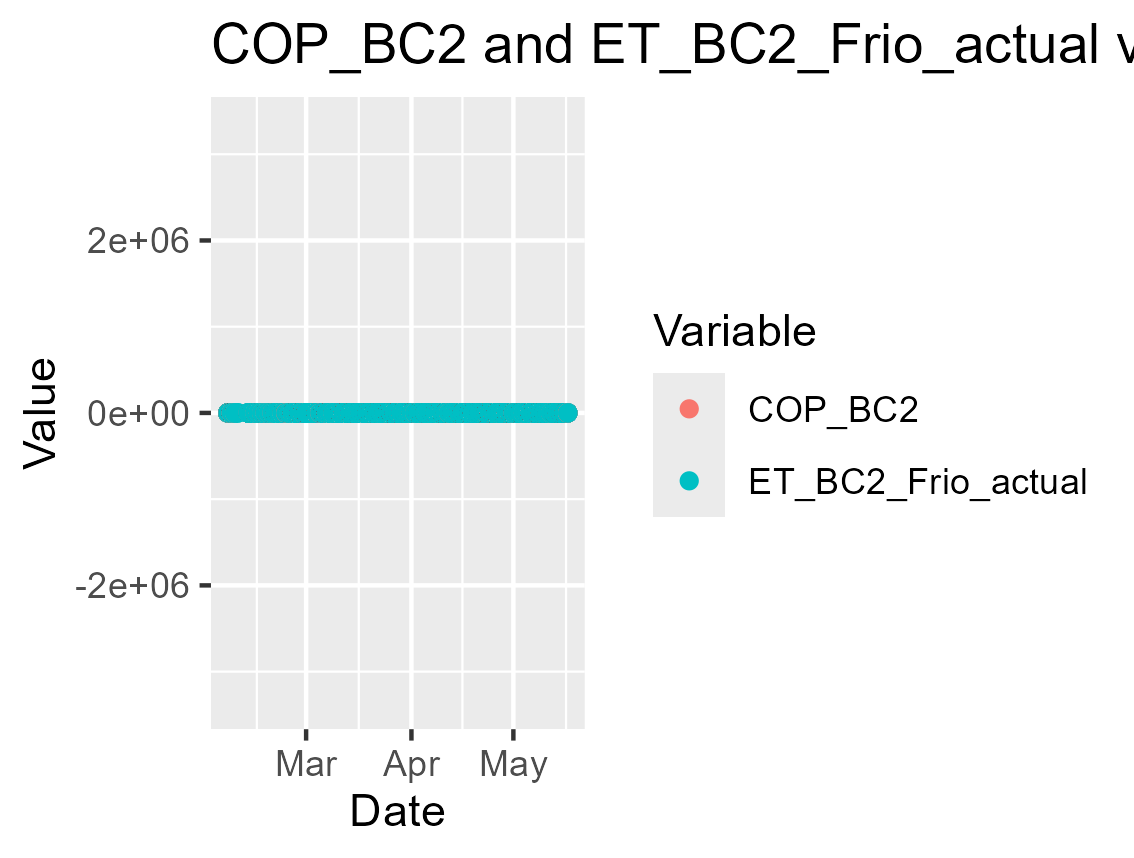 COP_BC2 and ET_BC2_Frio_actual
Value
2e+06
0e+00
-2e+06
Mar Apr May
Date
Variable
COP_BC2
ET_BC2_Frio_actual